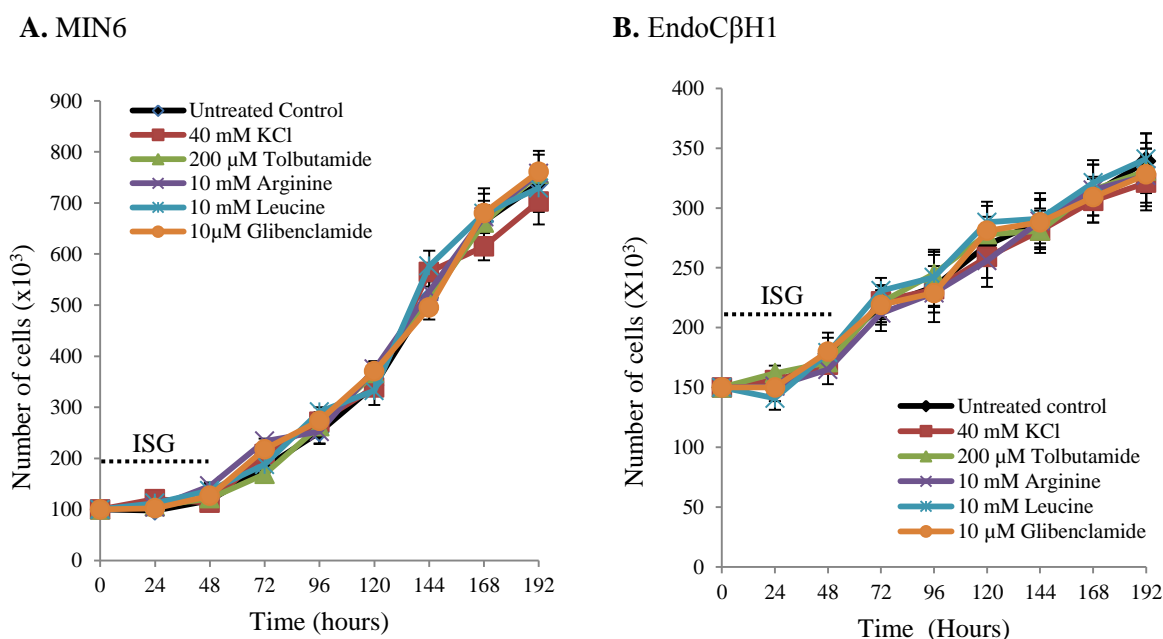 A. MIN6
Number of cells (x10³)
900
800
700
600
500
400
300
200
100
0
Untreated Control
40 mM KCl
200 µM Tolbutamide
10 mM Arginine
10 mM Leucine
10µM Glibenclamide
ISG
0 24 48 72 96 120 144 168 192
Time (hours)
B. EndoCβH1
Number of cells (X10³)
400
350
300
250
200
150
100
50
0
ISG
Untreated control
40 mM KCl
200 µM Tolbutamide
10 mM Arginine
10 mM Leucine
10 µM Glibenclamide
0 24 48 72 96 120 144 168 192
Time (Hours)